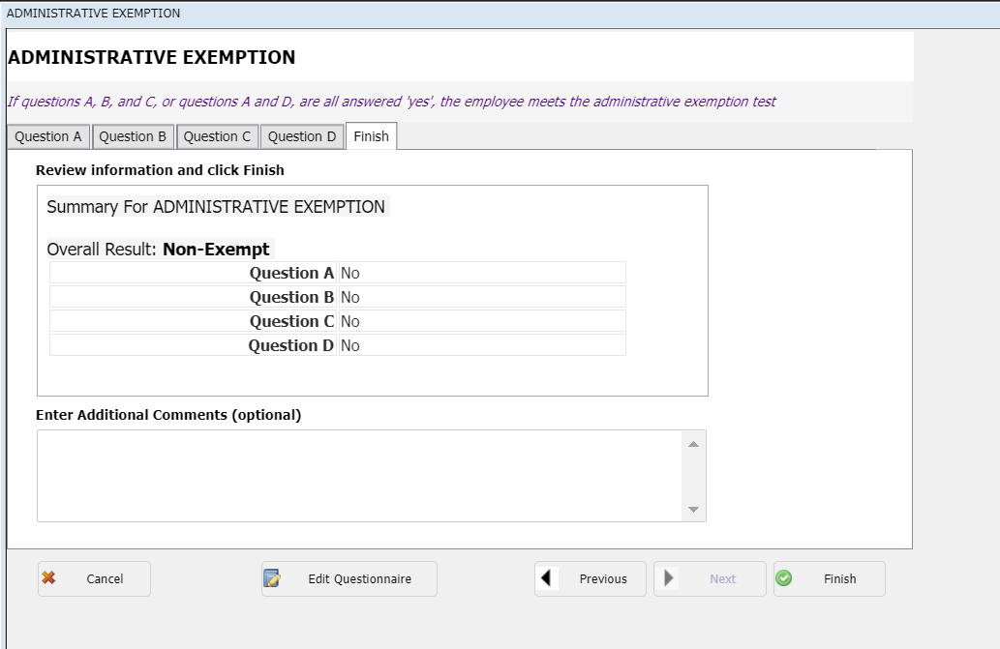 ADMINISTRATIVE EXEMPTION
ADMINISTRATIVE EXEMPTION
If questions A, B, and C, or questions A and D, are all answered 'yes', the employee meets the administrative exemption test
Question A Question B Question C Question D Finish
Review information and click Finish
Summary For ADMINISTRATIVE EXEMPTION
Overall Result: Non-Exempt
Question A No
Question B No
Question C No
Question D No
Enter Additional Comments (optional)
Cancel Edit Questionnaire Previous Next Finish